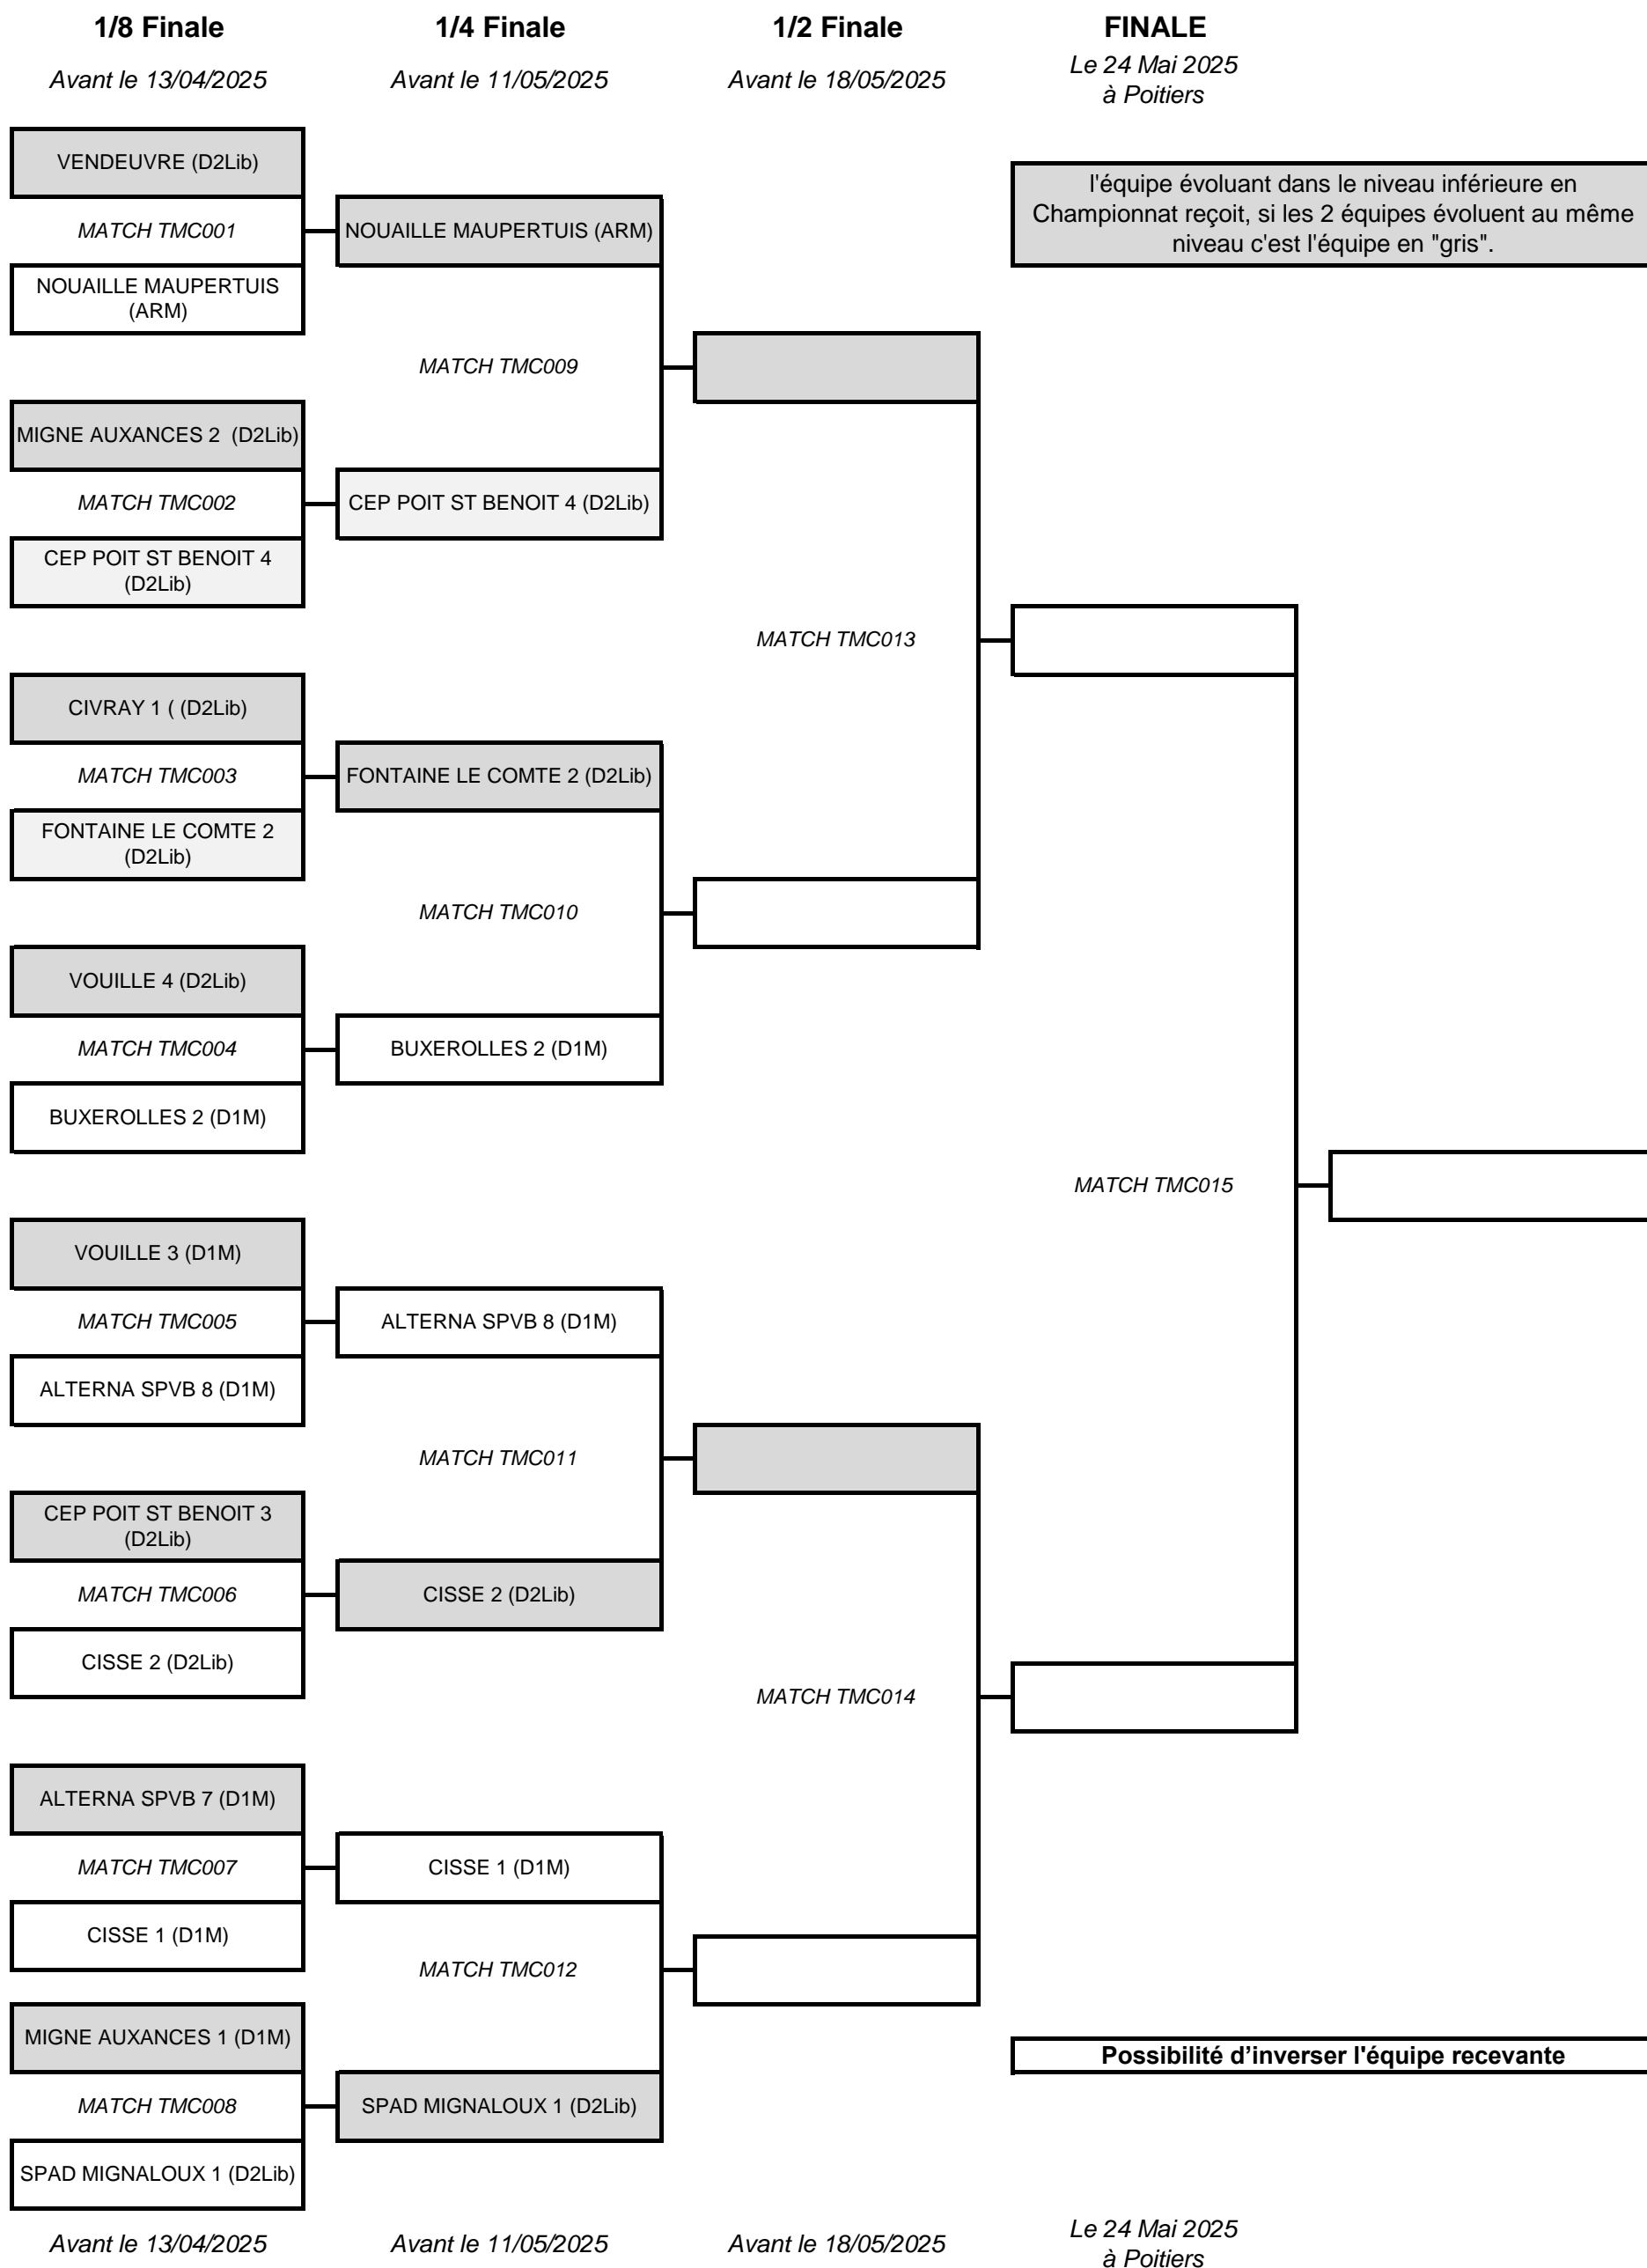 1/8 Finale
1/4 Finale
1/2 Finale
FINALE
Avant le 13/04/2025
Avant le 11/05/2025
Avant le 18/05/2025
Le 24 Mai 2025
à Poitiers
VENDEUVRE (D2Lib)
l'équipe évoluant dans le niveau inférieure en
Championnat reçoit, si les 2 équipes évoluent au même
niveau c'est l'équipe en "gris".
MATCH TMC001
NOUAILLE MAUPERTUIS (ARM)
NOUAILLE MAUPERTUIS
(ARM)
MATCH TMC009
MIGNE AUXANCES 2  (D2Lib)
MATCH TMC002
CEP POIT ST BENOIT 4 (D2Lib)
CEP POIT ST BENOIT 4
(D2Lib)
MATCH TMC013
CIVRAY 1 ( (D2Lib)
MATCH TMC003
FONTAINE LE COMTE 2 (D2Lib)
FONTAINE LE COMTE 2
(D2Lib)
MATCH TMC010
VOUILLE 4 (D2Lib)
MATCH TMC004
BUXEROLLES 2 (D1M)
BUXEROLLES 2 (D1M)
MATCH TMC015
VOUILLE 3 (D1M)
MATCH TMC005
ALTERNA SPVB 8 (D1M)
ALTERNA SPVB 8 (D1M)
MATCH TMC011
CEP POIT ST BENOIT 3
(D2Lib)
MATCH TMC006
CISSE 2 (D2Lib)
CISSE 2 (D2Lib)
MATCH TMC014
ALTERNA SPVB 7 (D1M)
MATCH TMC007
CISSE 1 (D1M)
CISSE 1 (D1M)
MATCH TMC012
MIGNE AUXANCES 1 (D1M)
Possibilité d’inverser l'équipe recevante
MATCH TMC008
SPAD MIGNALOUX 1 (D2Lib)
SPAD MIGNALOUX 1 (D2Lib)
Avant le 13/04/2025
Avant le 11/05/2025
Avant le 18/05/2025
Le 24 Mai 2025
à Poitiers